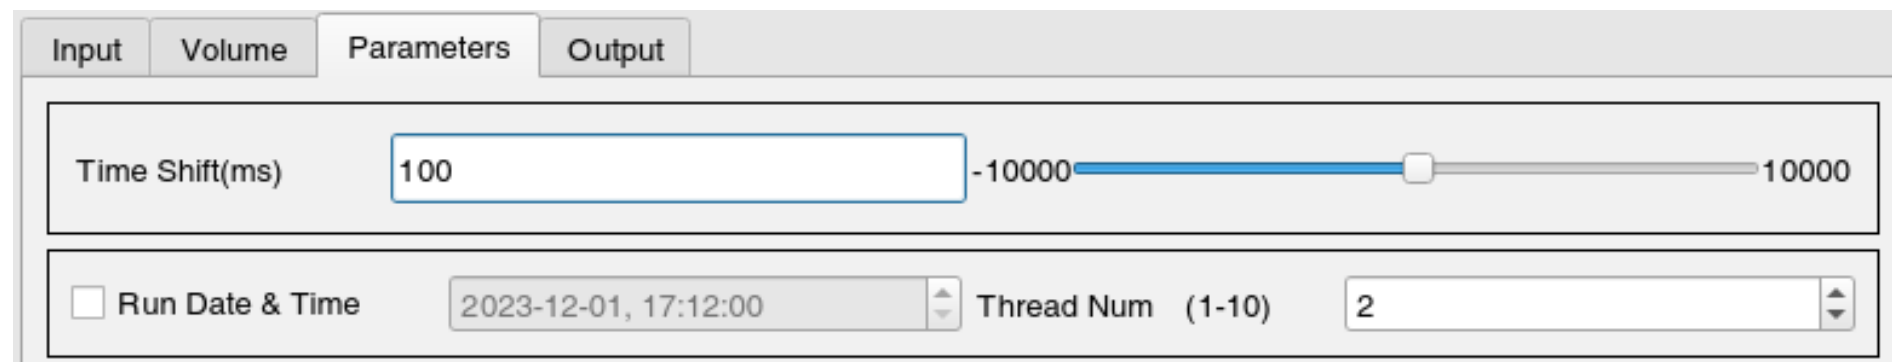 Input Volume Parameters Output
Time Shift(ms) 100 -10000 10000
Run Date & Time 2023-12-01, 17:12:00 Thread Num (1-10) 2